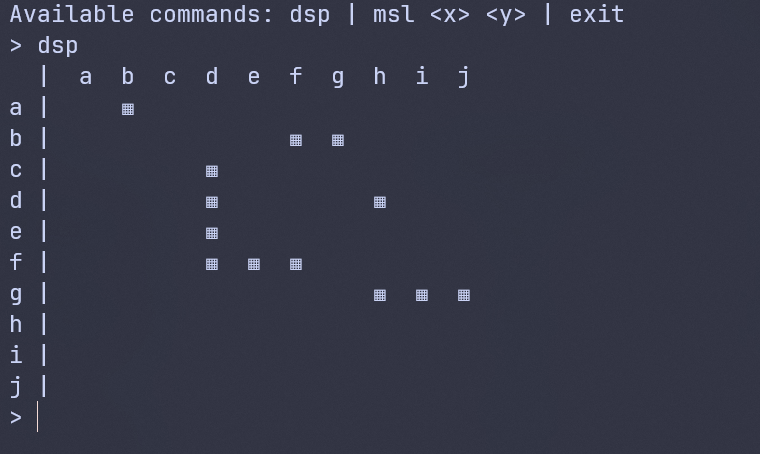 Available commands: dsp | msl <x> <y> | exit
> dsp
  |  a  b  c  d  e  f  g  h  i  j
a |     ▦
b |                 ▦  ▦
c |           ▦
d |           ▦           ▦
e |           ▦
f |           ▦  ▦  ▦
g |                       ▦  ▦  ▦
h |
i |
j |
>